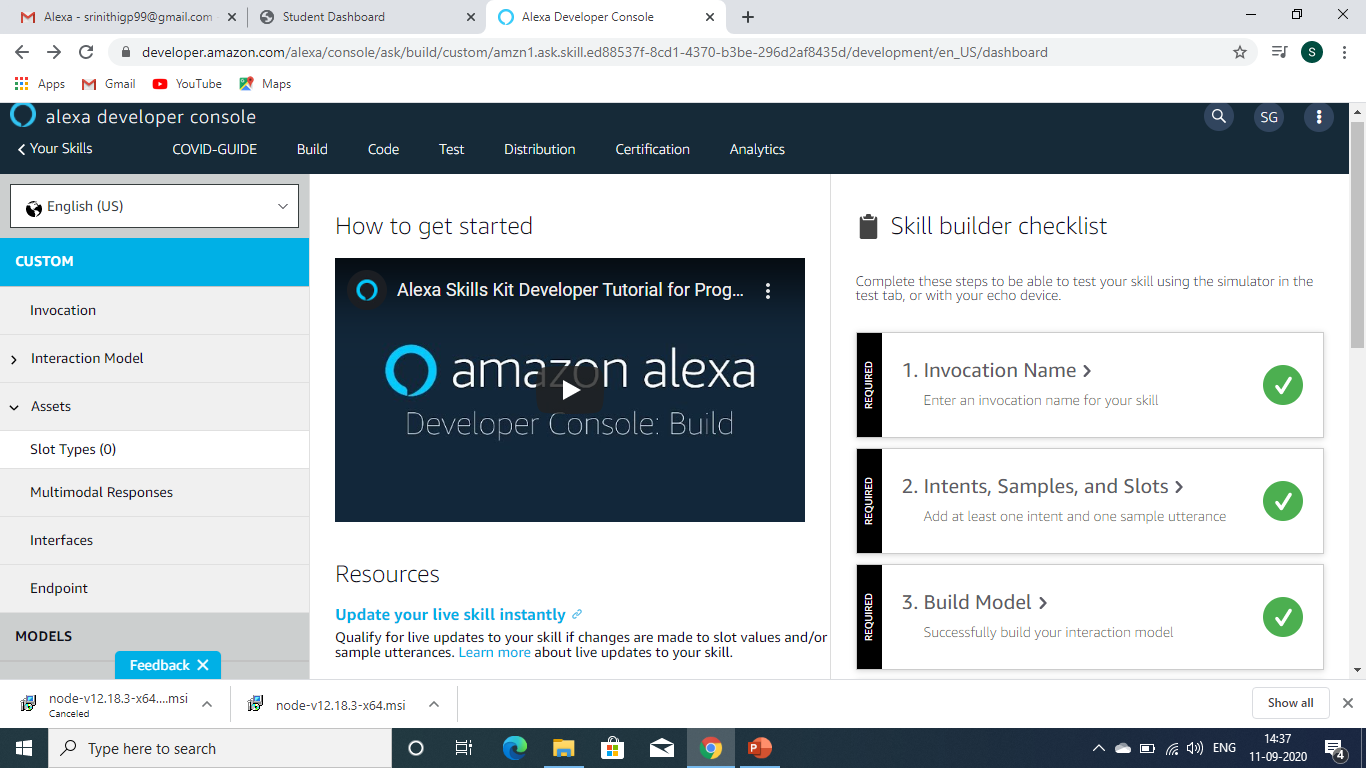 Alexa - srinithigp99@gmail.com
Student Dashboard
Alexa Developer Console
developer.amazon.com/alexa/console/ask/build/custom/amzn1.ask.skill.ed88537f-8cd1-4370-b3be-296d2af8435d/development/en_US/dashboard
S
Apps
Gmail
YouTube
Maps
alexa developer console
SG
Your Skills
COVID-GUIDE
Build
Code
Test
Distribution
Certification
Analytics
English (US)
CUSTOM
Invocation
Interaction Model
Assets
Slot Types (0)
Multimodal Responses
Interfaces
Endpoint
MODELS
Feedback
How to get started
Alexa Skills Kit Developer Tutorial for Prog...
amazon alexa
Developer Console: Build
Resources
Update your live skill instantly
Qualify for live updates to your skill if changes are made to slot values and/or
sample utterances. Learn more about live updates to your skill.
Skill builder checklist
Complete these steps to be able to test your skill using the simulator in the
test tab, or with your echo device.
REQUIRED
1. Invocation Name
Enter an invocation name for your skill
REQUIRED
2. Intents, Samples, and Slots
Add at least one intent and one sample utterance
REQUIRED
3. Build Model
Successfully build your interaction model
node-v12.18.3-x64....msi
Canceled
node-v12.18.3-x64.msi
Show all
Type here to search
ENG
14:37
11-09-2020
4